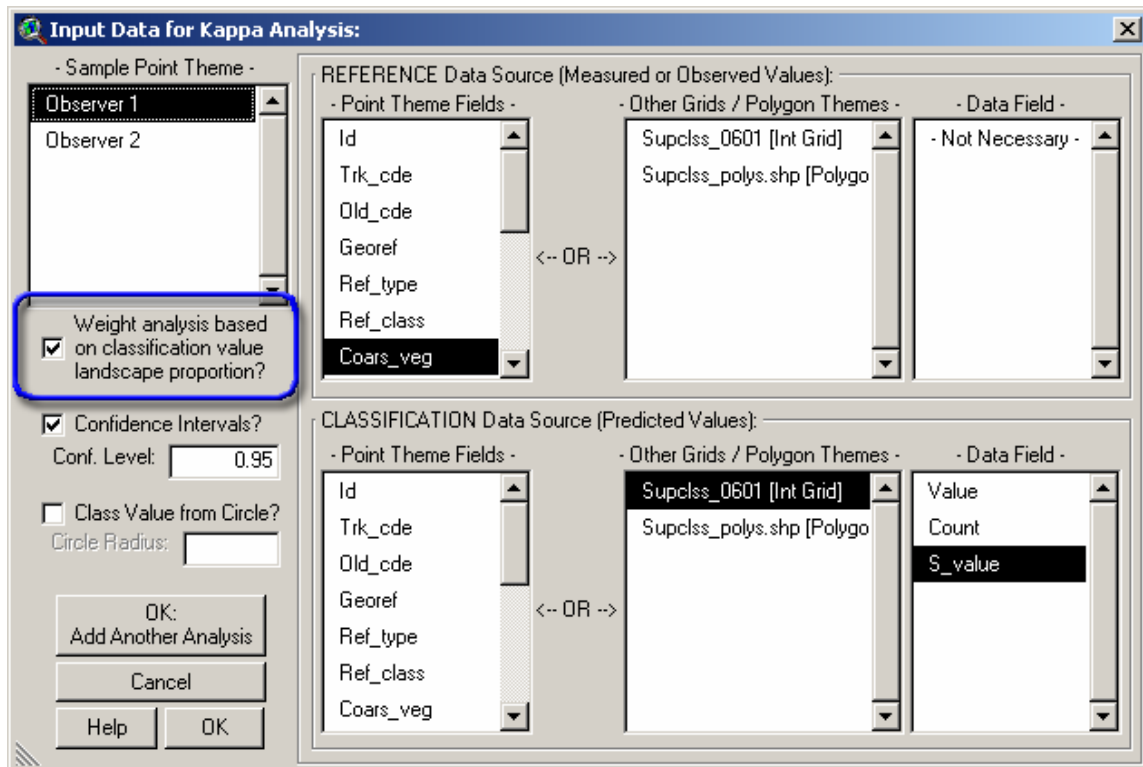 Input Data for Kappa Analysis:
- Sample Point Theme -
Observer 1
Observer 2
Weight analysis based
on classification value
landscape proportion?
Confidence Intervals?
Conf. Level: 0.95
Class Value from Circle?
Circle Radius:
OK:
Add Another Analysis
Cancel
Help
OK
REFERENCE Data Source (Measured or Observed Values):
- Point Theme Fields -
Id
Trk_cde
Old_cde
Georef
Ref_type
Ref_class
Coars_veg
<-- OR -->
- Other Grids / Polygon Themes -
Supclss_0601 [Int Grid]
Supclss_polys.shp [Polygo
- Data Field -
- Not Necessary -
CLASSIFICATION Data Source (Predicted Values):
- Point Theme Fields -
Id
Trk_cde
Old_cde
Georef
Ref_type
Ref_class
Coars_veg
<-- OR -->
- Other Grids / Polygon Themes -
Supclss_0601 [Int Grid]
Supclss_polys.shp [Polygo
- Data Field -
Value
Count
S_value